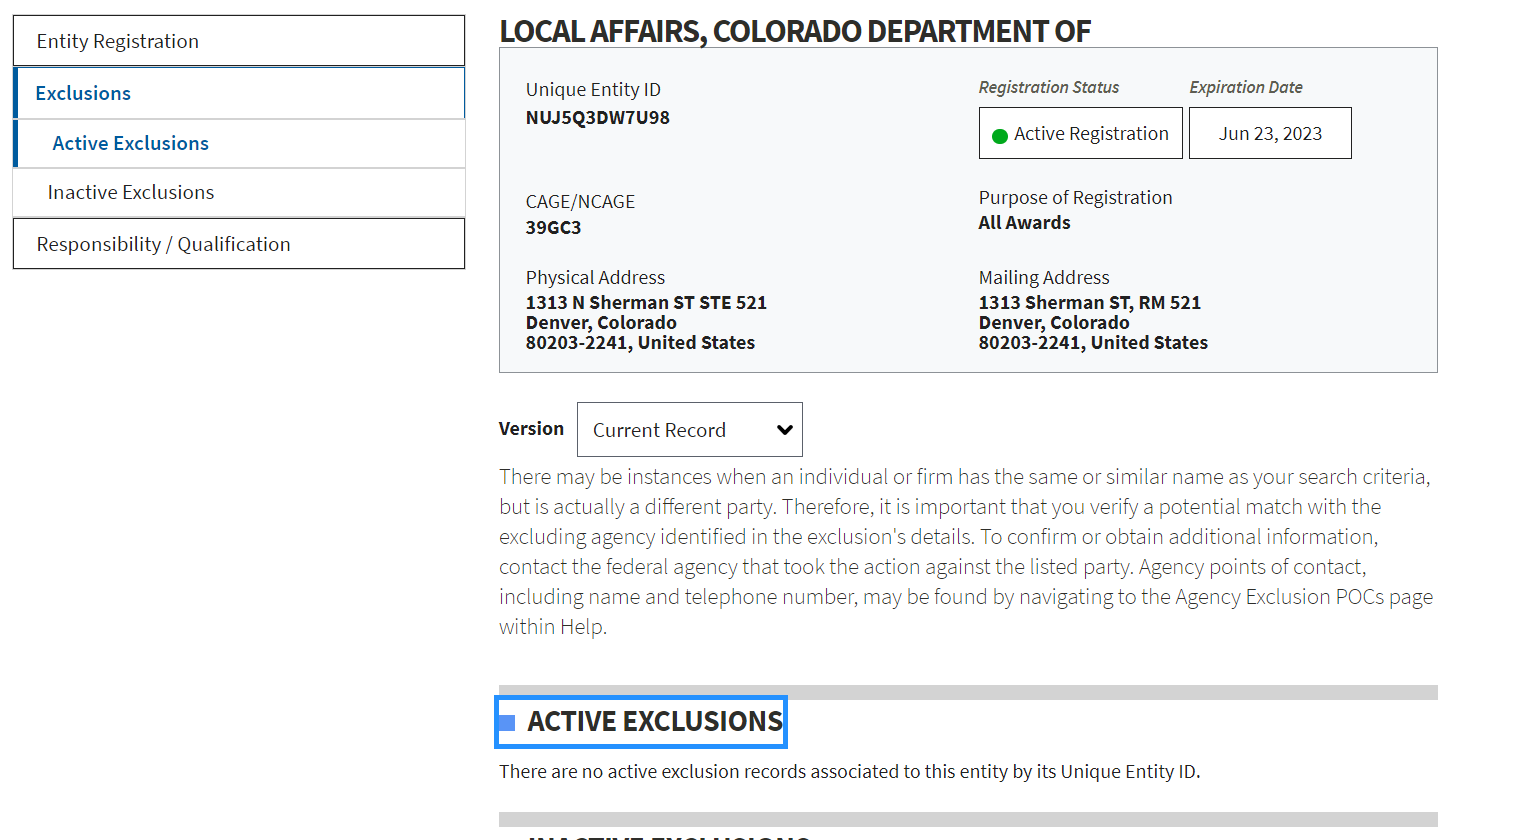 Entity Registration
Exclusions
Active Exclusions
Inactive Exclusions
Responsibility / Qualification
LOCAL AFFAIRS, COLORADO DEPARTMENT OF
Unique Entity ID
NUJ5Q3DW7U98
Registration Status
Active Registration
Expiration Date
Jun 23, 2023
CAGE/NCAGE
39GC3
Purpose of Registration
All Awards
Physical Address
1313 N Sherman ST STE 521
Denver, Colorado
80203-2241, United States
Mailing Address
1313 Sherman ST, RM 521
Denver, Colorado
80203-2241, United States
Version
Current Record
There may be instances when an individual or firm has the same or similar name as your search criteria,
but is actually a different party. Therefore, it is important that you verify a potential match with the
excluding agency identified in the exclusion's details. To confirm or obtain additional information,
contact the federal agency that took the action against the listed party. Agency points of contact,
including name and telephone number, may be found by navigating to the Agency Exclusion POCs page
within Help.
ACTIVE EXCLUSIONS
There are no active exclusion records associated to this entity by its Unique Entity ID.
INACTIVE EXCLUSIONS